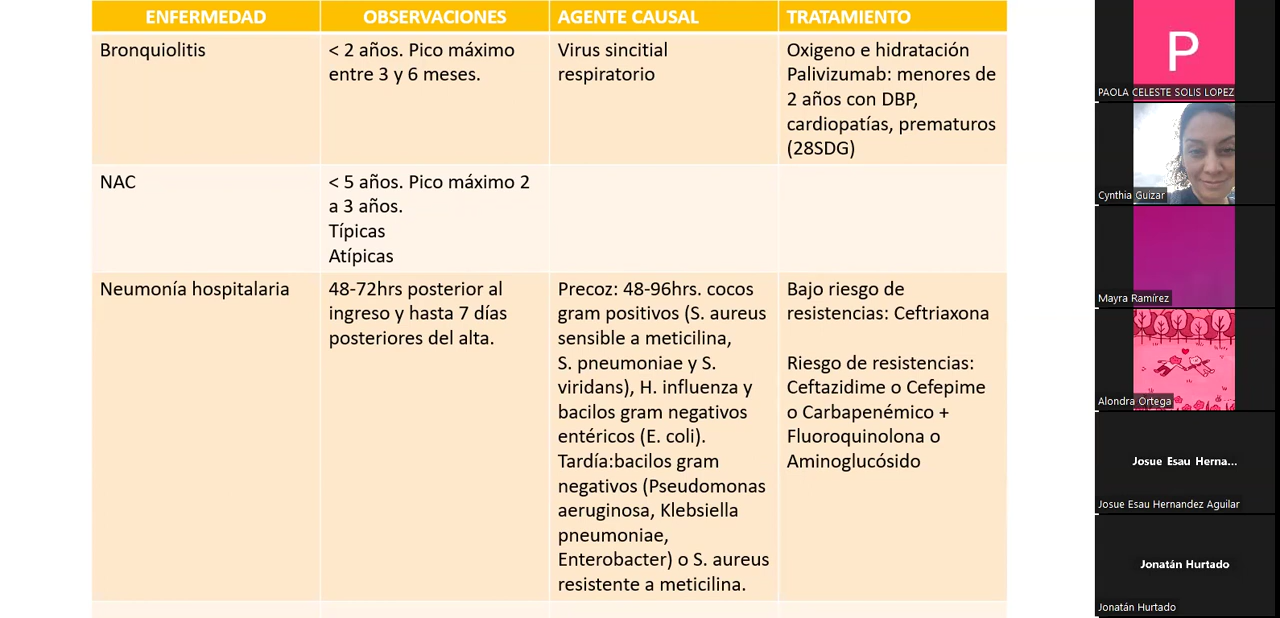 ENFERMEDAD
OBSERVACIONES
AGENTE CAUSAL
TRATAMIENTO
Bronquiolitis
< 2 años. Pico máximo
entre 3 y 6 meses.
Virus sincitial
respiratorio
Oxigeno e hidratación
Palivizumab: menores de
2 años con DBP,
cardiopatías, prematuros
(28SDG)
NAC
< 5 años. Pico máximo 2
a 3 años.
Típicas
Atípicas
Neumonía hospitalaria
48-72hrs posterior al
ingreso y hasta 7 días
posteriores del alta.
Precoz: 48-96hrs. cocos
gram positivos (S. aureus
sensible a meticilina,
S. pneumoniae y S.
viridans), H. influenza y
bacilos gram negativos
entéricos (E. coli).
Tardía:bacilos gram
negativos (Pseudomonas
aeruginosa, Klebsiella
pneumoniae,
Enterobacter) o S. aureus
resistente a meticilina.
Bajo riesgo de
resistencias: Ceftriaxona
Riesgo de resistencias:
Ceftazidime o Cefepime
o Carbapenémico +
Fluoroquinolona o
Aminoglucósido
P
PAOLA CELESTE SOLIS LOPEZ
Cynthia Guizar
Mayra Ramírez
Alondra Ortega
Josue Esau Herna...
Josue Esau Hernandez Aguilar
Jonatán Hurtado
Jonatán Hurtado